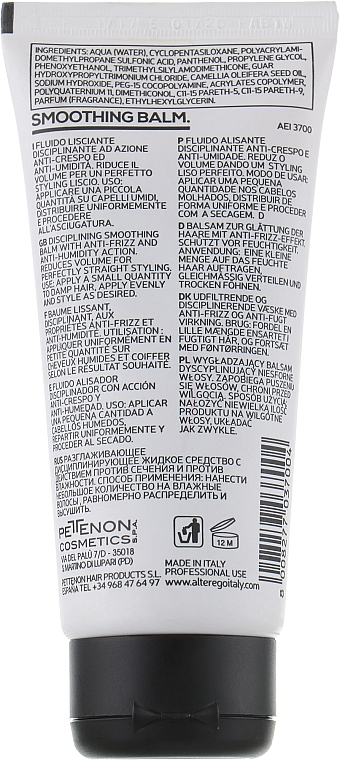 INGREDIENTS: AQUA (WATER), CYCLOPENTASILOXANE, POLYACRYLAMI-
DOMETHYLPROPANE SULFONIC ACID, PANTHENOL, PROPYLENE GLYCOL,
PHENOXYETHANOL, TRIMETHYLSILYLAMODIMETHICONE, GUAR
HYDROXYPROPYLTRIMONIUM CHLORIDE, CAMELLIA OLEIFERA SEED OIL,
SODIUM HYDROXIDE, PEG-15 COCOPOLYAMINE, ACRYLATES COPOLYMER,
POLYQUATERNIUM 11, DIMETHICONOL, C11-15 PARETH-5, C11-15 PARETH-9,
PARFUM (FRAGRANCE), ETHYLHEXYLGLYCERIN.
SMOOTHING BALM.
AEI 3700
I FLUIDO LISCIANTE
DISCIPLINANTE AD AZIONE
ANTI-CRESPO ED
ANTI-UMIDITÀ, RIDUCE IL
VOLUME PER UN PERFETTO
STYLING LISCIO. USO:
APPLICARE UNA PICCOLA
QUANTITÀ SU CAPELLI UMIDI,
DISTRIBUIRE UNIFORMEMENTE
E PROCEDERE
ALL'ASCIUGATURA.
GB DISCIPLINING SMOOTHING
BALM WITH ANTI-FRIZZ AND
ANTI-HUMIDITY ACTION.
REDUCES VOLUME FOR
PERFECTLY STRAIGHT STYLING.
USE: APPLY A SMALL QUANTITY
TO DAMP HAIR, APPLY EVENLY
AND STYLE AS DESIRED.
F BAUME LISSANT,
DISCIPLINANT, AUX
PROPRIÉTÉS ANTI-FRIZZ ET
ANTI-HUMIDITÉ. UTILISATION:
APPLIQUER UNIFORMÉMENT EN
PETITE QUANTITÉ SUR
CHEVEUX HUMIDES ET COIFFER
SELON LE RÉSULTAT SOUHAITÉ.
E FLUIDO ALISADOR
DISCIPLINADOR CON ACCIÓN
ANTI-CRESPO Y
ANTI-HUMEDAD. USO: APLICAR
UNA PEQUEÑA CANTIDAD A
CABELLOS HÚMEDOS,
REPARTIR UNIFORMEMENTE Y
PROCEDER AL SECADO.
P FLUIDO ALISANTE
DISCIPLINANTE ANTI-CRESPO E
ANTI-UMIDADE. REDUZ O
VOLUME DANDO UM STYLING
LISO PERFEITO. MODO DE USAR:
APLICAR UMA PEQUENA
QUANTIDADE NOS CABELOS
MOLHADOS, DISTRIBUIR DE
FORMA UNIFORME E PROCEDER
COM A SECAGEM. D
D BALSAM ZUR GLÄTTUNG DER
HAARE MIT ANTI-FRIZZ-EFFEKT.
SCHÜTZT VOR FEUCHTIGKEIT.
ANWENDUNG: EINE KLEINE
MENGE AUF DAS FEUCHTE
HAAR AUFTRAGEN,
GLEICHMÄSSIG VERTEILEN UND
TROCKEN FÖHNEN.
DK UDFILTRENDE OG
DISCIPLINERENDE VÆSKE MED
ANTI-FRIZZ OG ANTI-FUGT
VIRKNING. BRUG: FORDEL EN
LILLE MÆNGDE ENSARTET I
FUGTIGT HÅR, OG FORTSÆT
MED FØNTØRRINGEN.
PL WYGŁADZAJĄCY BALSAM
DYSCYPLINUJĄCY NIESFORNE
WŁOSY. ZAPOBIEGA PUSZENIU
SIĘ WŁOSÓW, CHRONI PRZED
WILGOCIĄ. SPOSÓB UŻYCIA:
NAŁOŻYĆ NIEWIELKA ILOŚĆ
PRODUKTU NA WILGOTNE
WŁOSY, UKŁADAĆ
JAK ZWYKLE.
RUS РАЗГЛАЖИВАЮЩЕЕ
ДИСЦИПЛИНИРУЮЩЕЕ ЖИДКОЕ СРЕДСТВО С
ДЕЙСТВИЕМ ПРОТИВ СЕЧЕНИЯ И ПРОТИВ
ВЛАЖНОСТИ. СПОСОБ ПРИМЕНЕНИЯ: НАНЕСТИ
НЕБОЛЬШОЕ КОЛИЧЕСТВО НА ВЛАЖНЫЕ
ВОЛОСЫ, РАВНОМЕРНО РАСПРЕДЕЛИТЬ И
ВЫСУШИТЬ.
PETTENON
COSMETICS S.P.A.
VIA DEL PALÙ 7/D - 35018
S.MARTINO DI LUPARI (PD)
PETTENON HAIR PRODUCTS S.L.
ESPAÑA TEL. +34 968 47 64 97
12 M
MADE IN ITALY
PROFESSIONAL USE
www.alteregoitaly.com
8 008277 037004